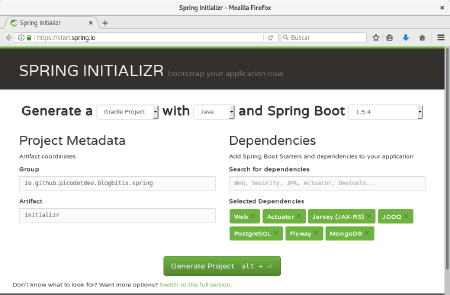 Spring Initializr - Mozilla Firefox
Spring Initializr
https://start.spring.io
Buscar
SPRING INITIALIZR bootstrap your application now
Generate a Gradle Project with Java and Spring Boot 1.5.4
Project Metadata
Artifact coordinates
Group
io.github.picodotdev.blogbitix.spring
Artifact
initializr
Dependencies
Add Spring Boot Starters and dependencies to your application
Search for dependencies
Web, Security, JPA, Actuator, Devtools...
Selected Dependencies
Web × Actuator × Jersey (JAX-RS) × JOOQ ×
PostgreSQL × Flyway × MongoDB ×
Generate Project alt + ⏎
Don't know what to look for? Want more options? Switch to the full version.